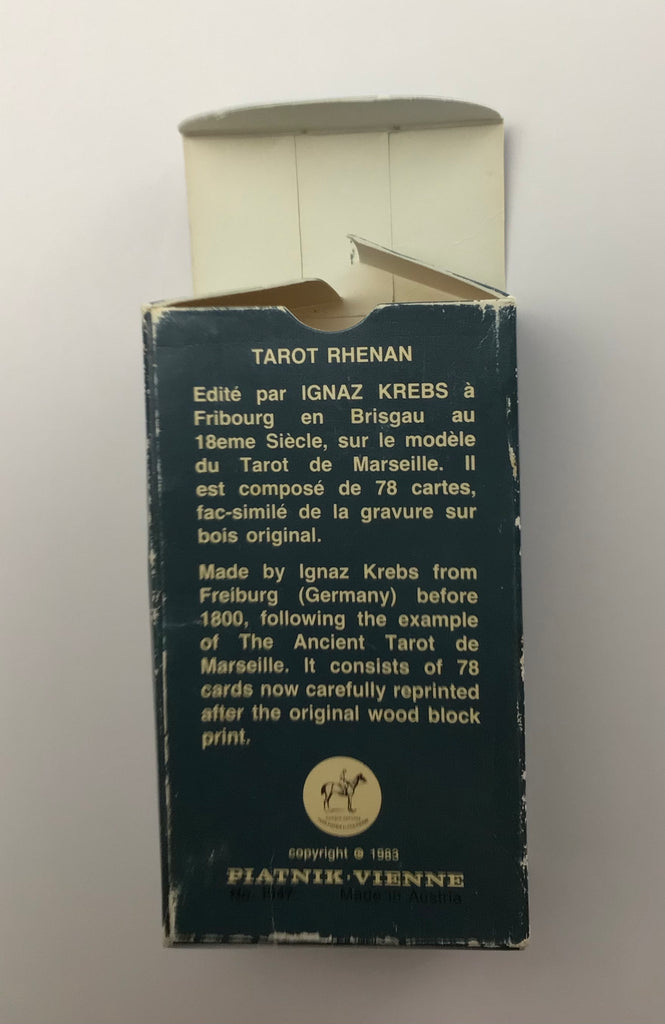 TAROT RHENAN
Edité par IGNAZ KREBS à
Fribourg en Brisgau au
18eme Siècle, sur le modèle
du Tarot de Marseille. Il
est composé de 78 cartes,
fac-similé de la gravure sur
bois original.
Made by Ignaz Krebs from
Freiburg (Germany) before
1800, following the example
of The Ancient Tarot de
Marseille. It consists of 78
cards now carefully reprinted
after the original wood block
print.
copyright © 1983
PIATNIK·VIENNE
No. Made in Austria